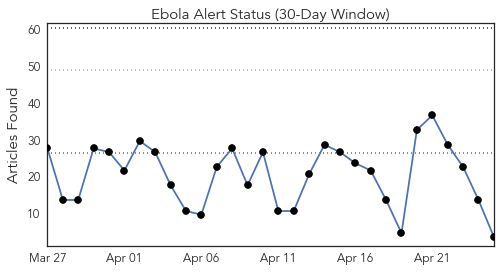 Ebola Alert Status (30-Day Window)
Articles Found
60
50
40
30
20
10
Mar 27
Apr 01
Apr 06
Apr 11
Apr 16
Apr 21